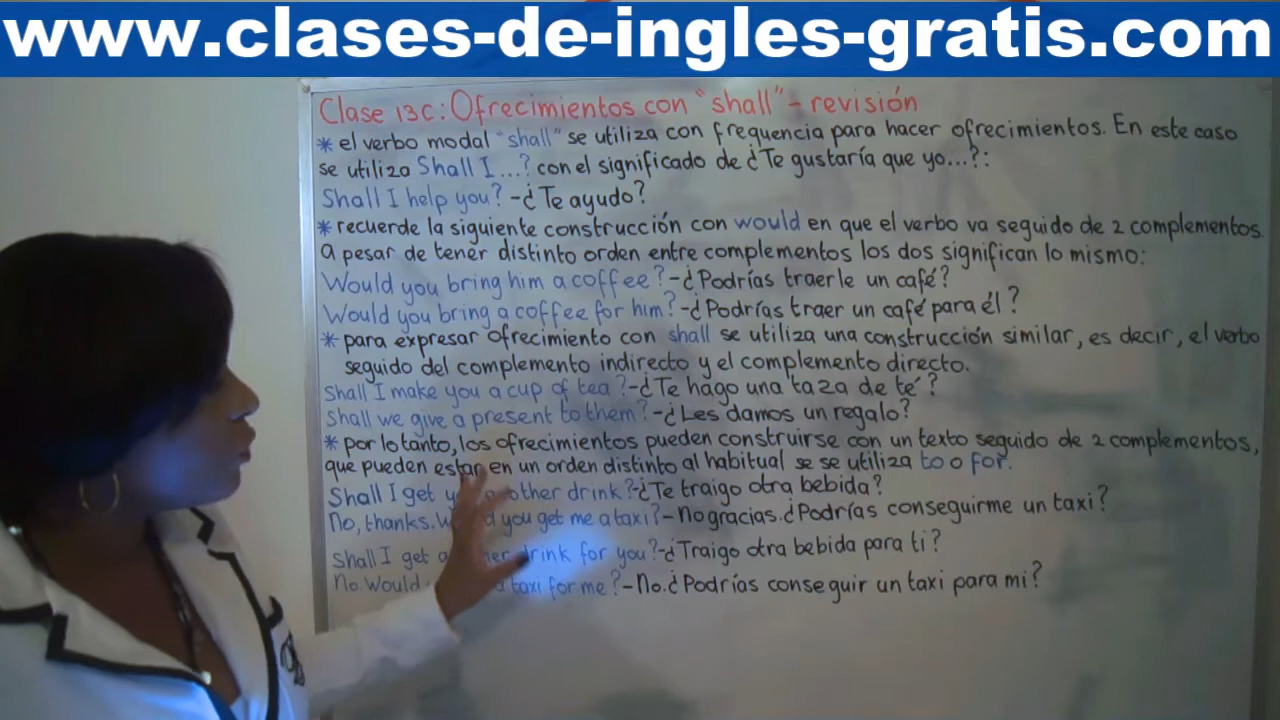 www.clases-de-ingles-gratis.com
Clase 13C: Ofrecimientos con "shall" - revisión
* el verbo modal "shall" se utiliza con frequencia para hacer ofrecimientos. En este caso
se utiliza Shall I...? con el significado de ¿Te gustaría que yo...?:
Shall I help you? - ¿Te ayudo?
* recuerde la siguiente construcción con would en que el verbo va seguido de 2 complementos.
A pesar de tener distinto orden entre complementos los dos significan lo mismo:
Would you bring him a coffee? - ¿Podrías traerle un café?
Would you bring a coffee for him? - ¿Podrías traer un café para él?
* para expresar ofrecimiento con shall se utiliza una construcción similar, es decir, el verbo
seguido del complemento indirecto y el complemento directo.
Shall I make you a cup of tea? - ¿Te hago una taza de té?
Shall we give a present to them? - ¿Les damos un regalo?
* por lo tanto, los ofrecimientos pueden construirse con un texto seguido de 2 complementos,
que pueden estar en un orden distinto al habitual se se utiliza to o for.
Shall I get other drink? - ¿Te traigo otra bebida?
No, thanks. you get me a taxi? - No gracias. ¿Podrías conseguirme un taxi?
Shall I get drink for you? - ¿Traigo otra bebida para ti?
No. Would taxi for me? - No. ¿Podrías conseguir un taxi para mi?